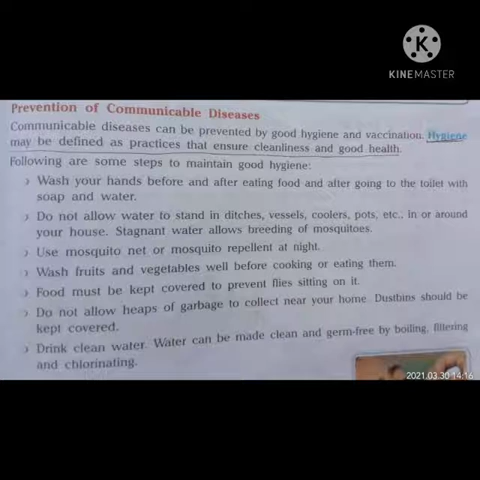 KINEMASTER
Prevention of Communicable Diseases
Communicable diseases can be prevented by good hygiene and vaccination. Hygiene
may be defined as practices that ensure cleanliness and good health.
Following are some steps to maintain good hygiene:
› Wash your hands before and after eating food and after going to the toilet with
soap and water.
› Do not allow water to stand in ditches, vessels, coolers, pots, etc., in or around
your house. Stagnant water allows breeding of mosquitoes.
› Use mosquito net or mosquito repellent at night.
› Wash fruits and vegetables well before cooking or eating them.
› Food must be kept covered to prevent flies sitting on it.
› Do not allow heaps of garbage to collect near your home. Dustbins should be
kept covered.
› Drink clean water. Water can be made clean and germ-free by boiling, filtering
and chlorinating.
2021.03.30 14:16